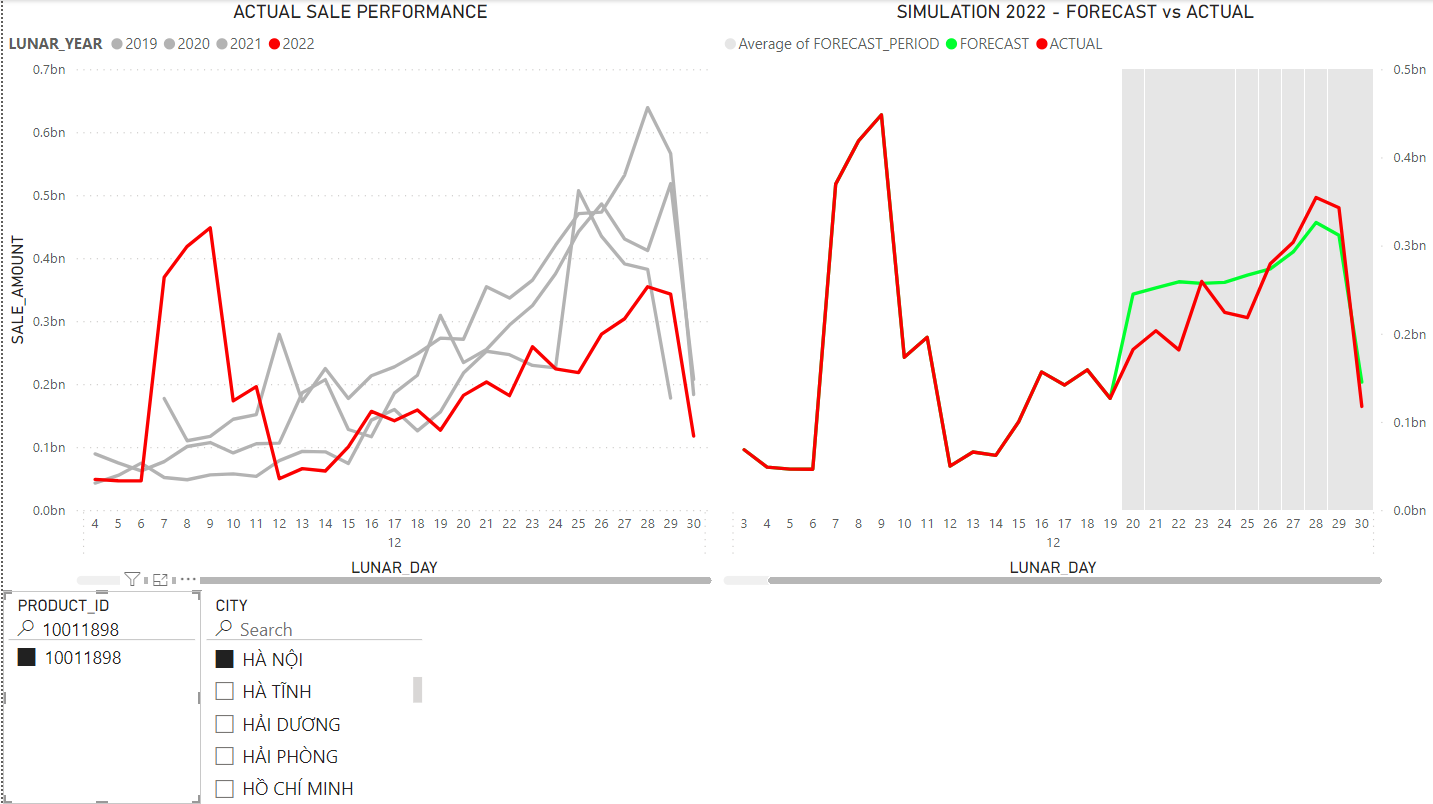 ACTUAL SALE PERFORMANCE
LUNAR_YEAR 2019 2020 2021 2022
0.7bn
0.6bn
0.5bn
0.4bn
0.3bn
0.2bn
0.1bn
0.0bn
SALE_AMOUNT
4 5 6 7 8 9 10 11 12 13 14 15 16 17 18 19 20 21 22 23 24 25 26 27 28 29 30
12
LUNAR_DAY
SIMULATION 2022 - FORECAST vs ACTUAL
Average of FORECAST_PERIOD FORECAST ACTUAL
0.5bn
0.4bn
0.3bn
0.2bn
0.1bn
0.0bn
3 4 5 6 7 8 9 10 11 12 13 14 15 16 17 18 19 20 21 22 23 24 25 26 27 28 29 30
12
LUNAR_DAY
PRODUCT_ID
10011898
10011898
CITY
Search
HÀ NỘI
HÀ TĨNH
HẢI DƯƠNG
HẢI PHÒNG
HỒ CHÍ MINH